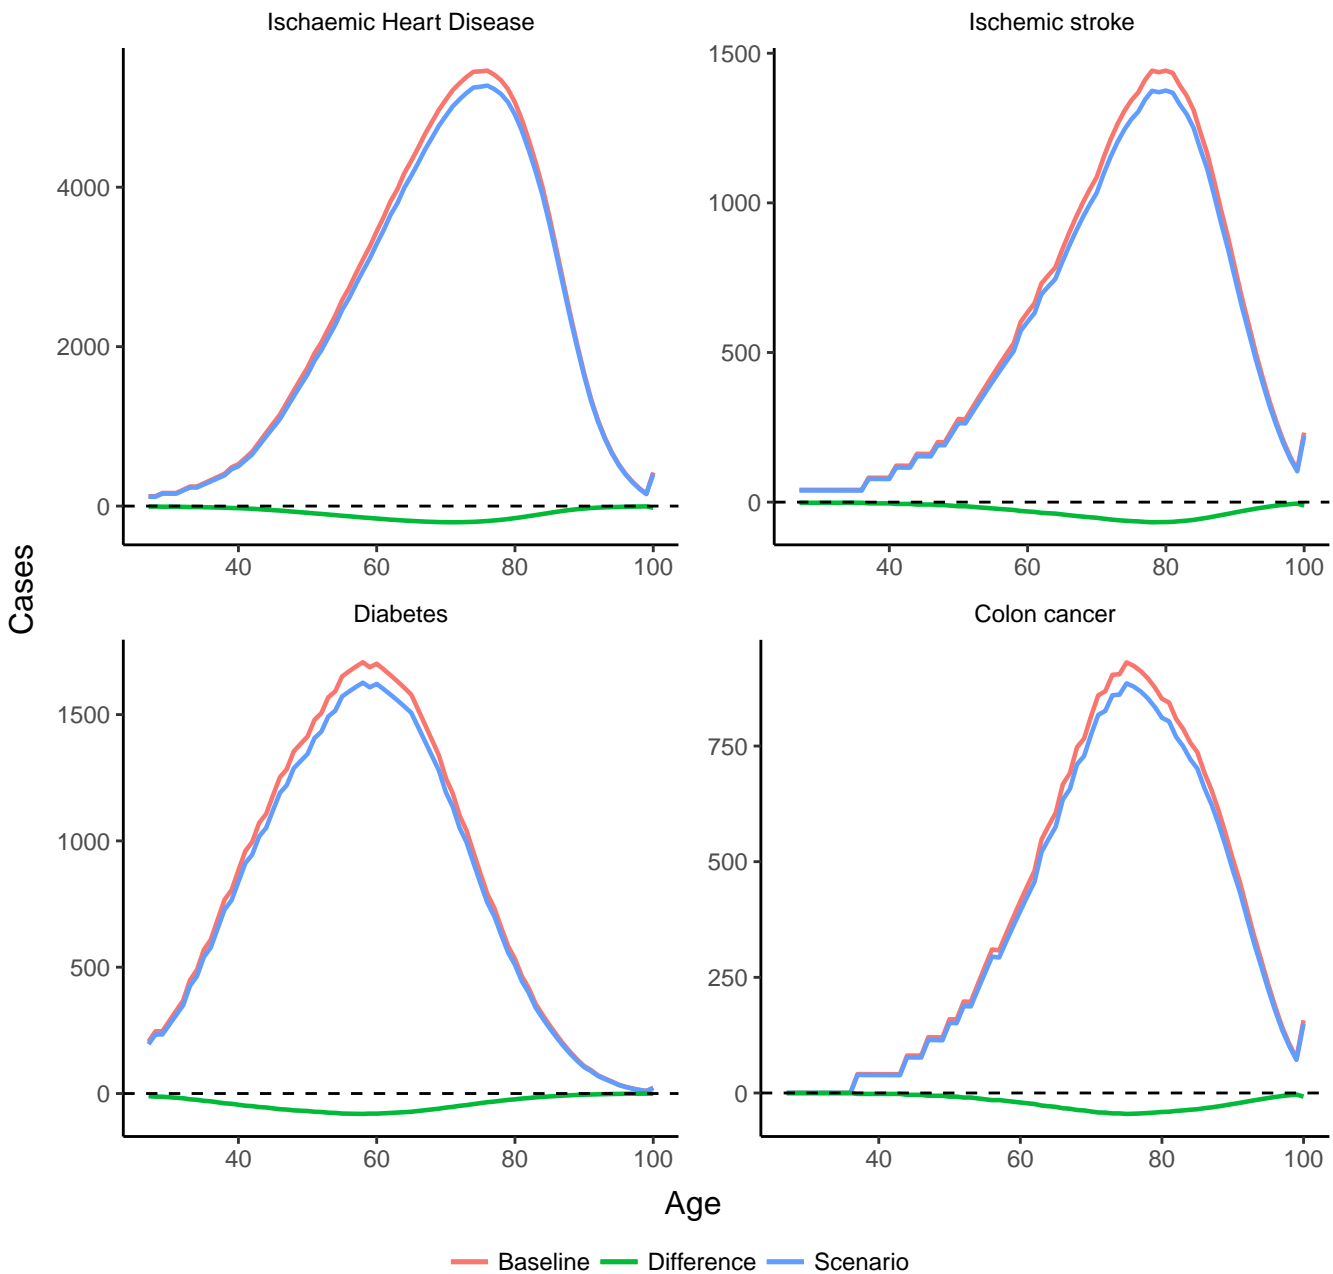 Ischaemic Heart Disease
Ischemic stroke
4000
2000
0
40 60 80 100
1500
1000
500
0
40 60 80 100
Cases
Diabetes
Colon cancer
1500
1000
500
0
40 60 80 100
750
500
250
0
40 60 80 100
Age
Baseline Difference Scenario